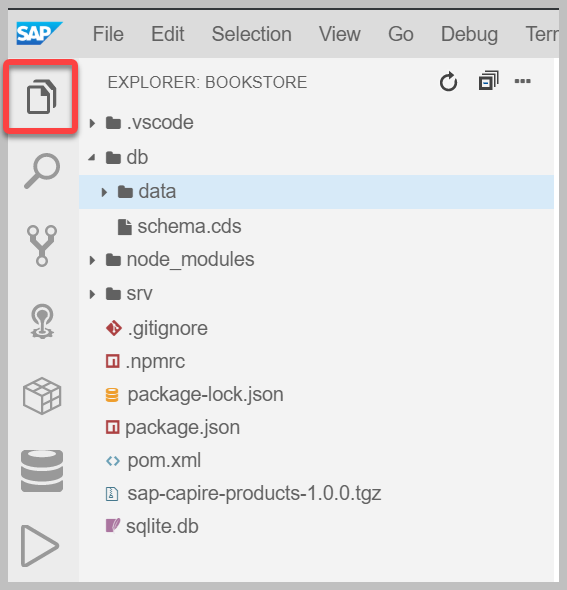 SAP File Edit Selection View Go Debug Tern
EXPLORER: BOOKSTORE
.vscode
db
data
schema.cds
node_modules
srv
.gitignore
.npmrc
package-lock.json
package.json
pom.xml
sap-capire-products-1.0.0.tgz
sqlite.db